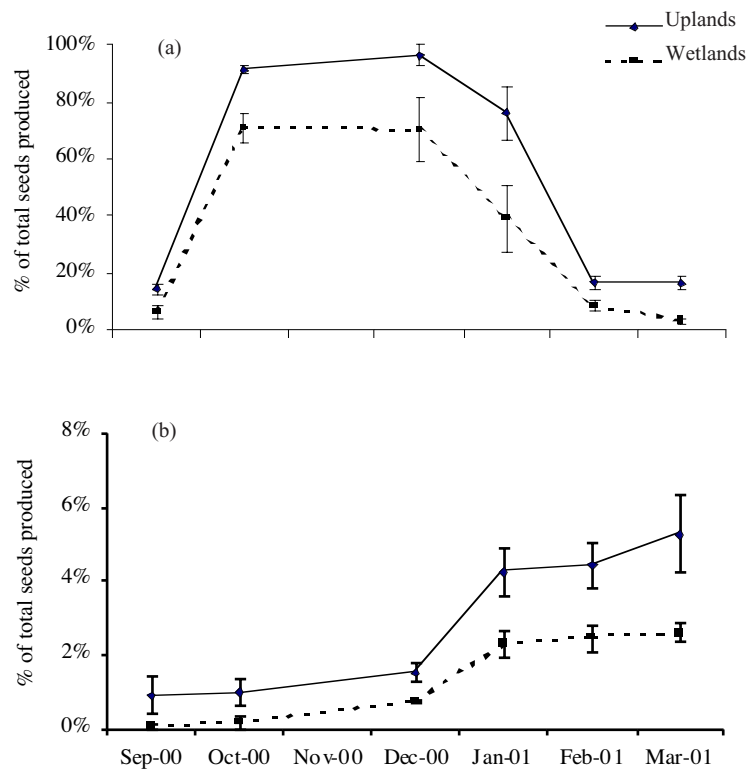 Uplands
Wetlands
(a)
100%
80%
60%
40%
20%
0%
% of total seeds produced
(b)
8%
6%
4%
2%
0%
% of total seeds produced
Sep-00 Oct-00 Nov-00 Dec-00 Jan-01 Feb-01 Mar-01